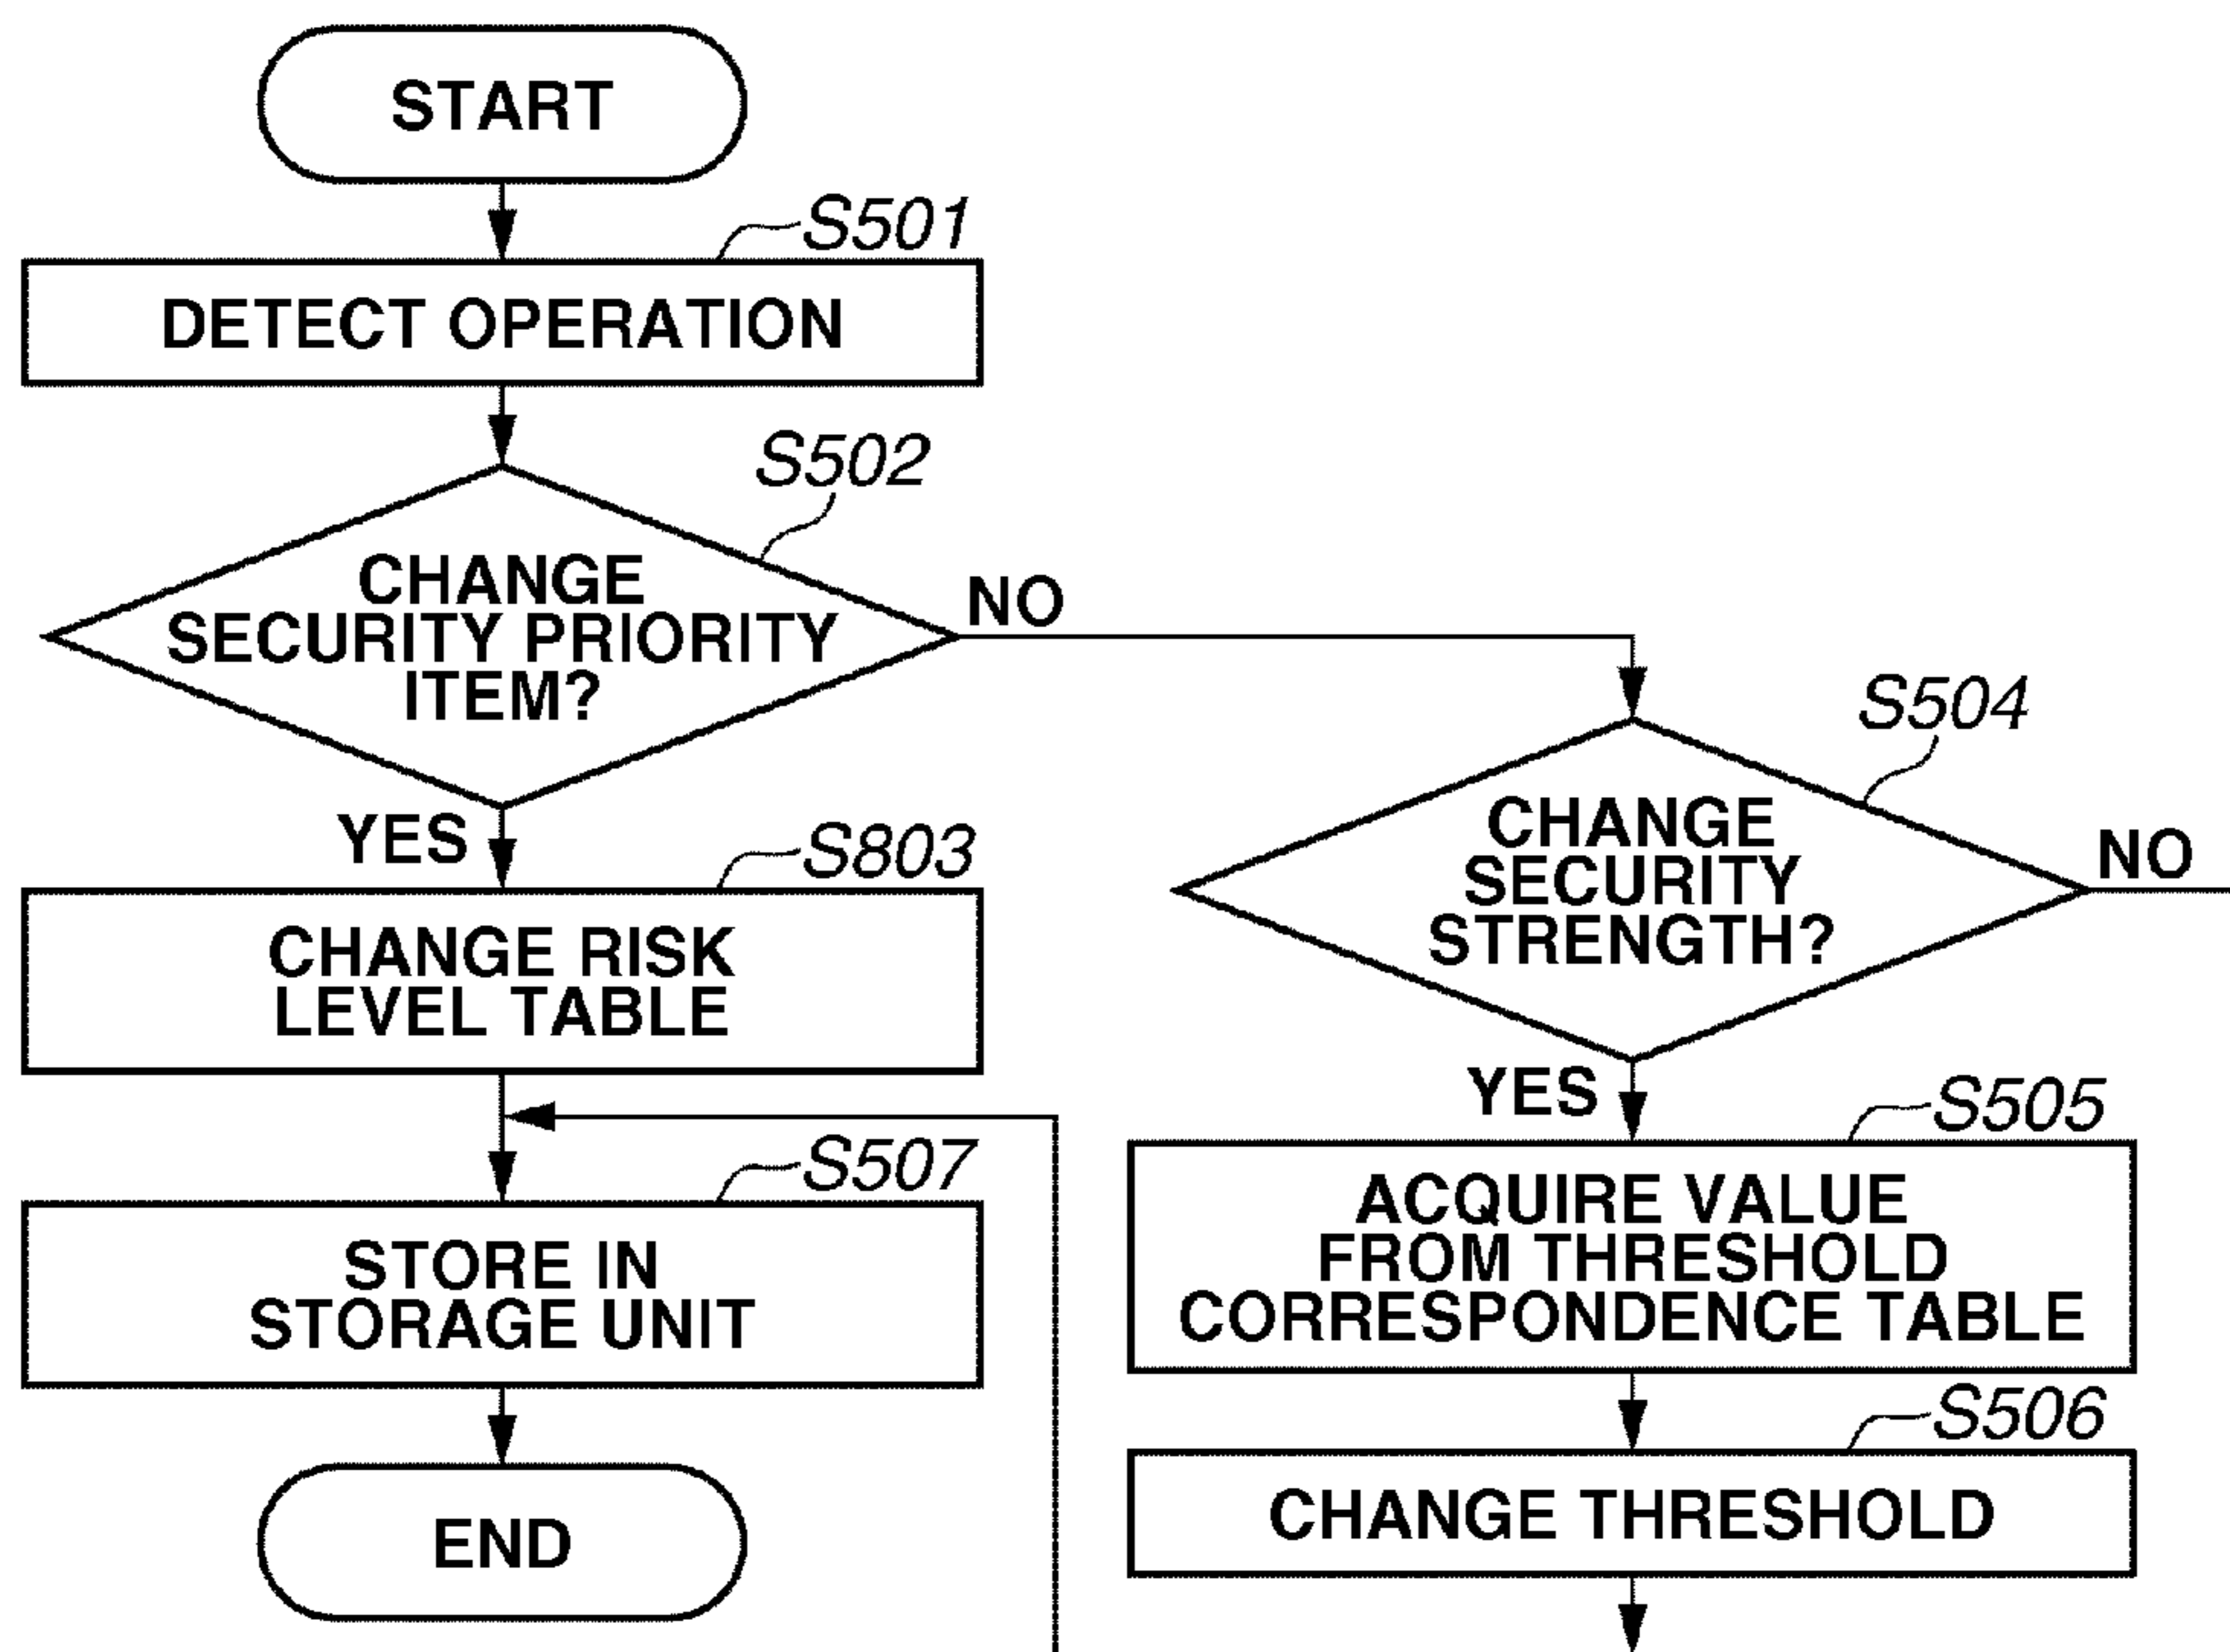 START
S501
DETECT OPERATION
S502
CHANGE
SECURITY PRIORITY
ITEM?
NO
YES
S803
CHANGE RISK
LEVEL TABLE
S507
STORE IN
STORAGE UNIT
END
S504
CHANGE
SECURITY
STRENGTH?
NO
YES
S505
ACQUIRE VALUE
FROM THRESHOLD
CORRESPONDENCE TABLE
S506
CHANGE THRESHOLD